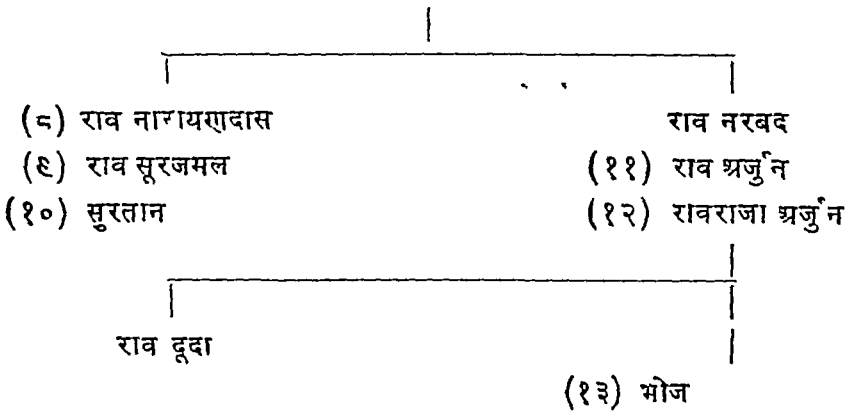 (८) राव नारायणदास
राव नरबद
(९) राव सूरजमल
(११) राव अर्जुन
(१०) सुरतान
(१२) रावराजा अर्जुन
राव दूदा
(१३) भोज